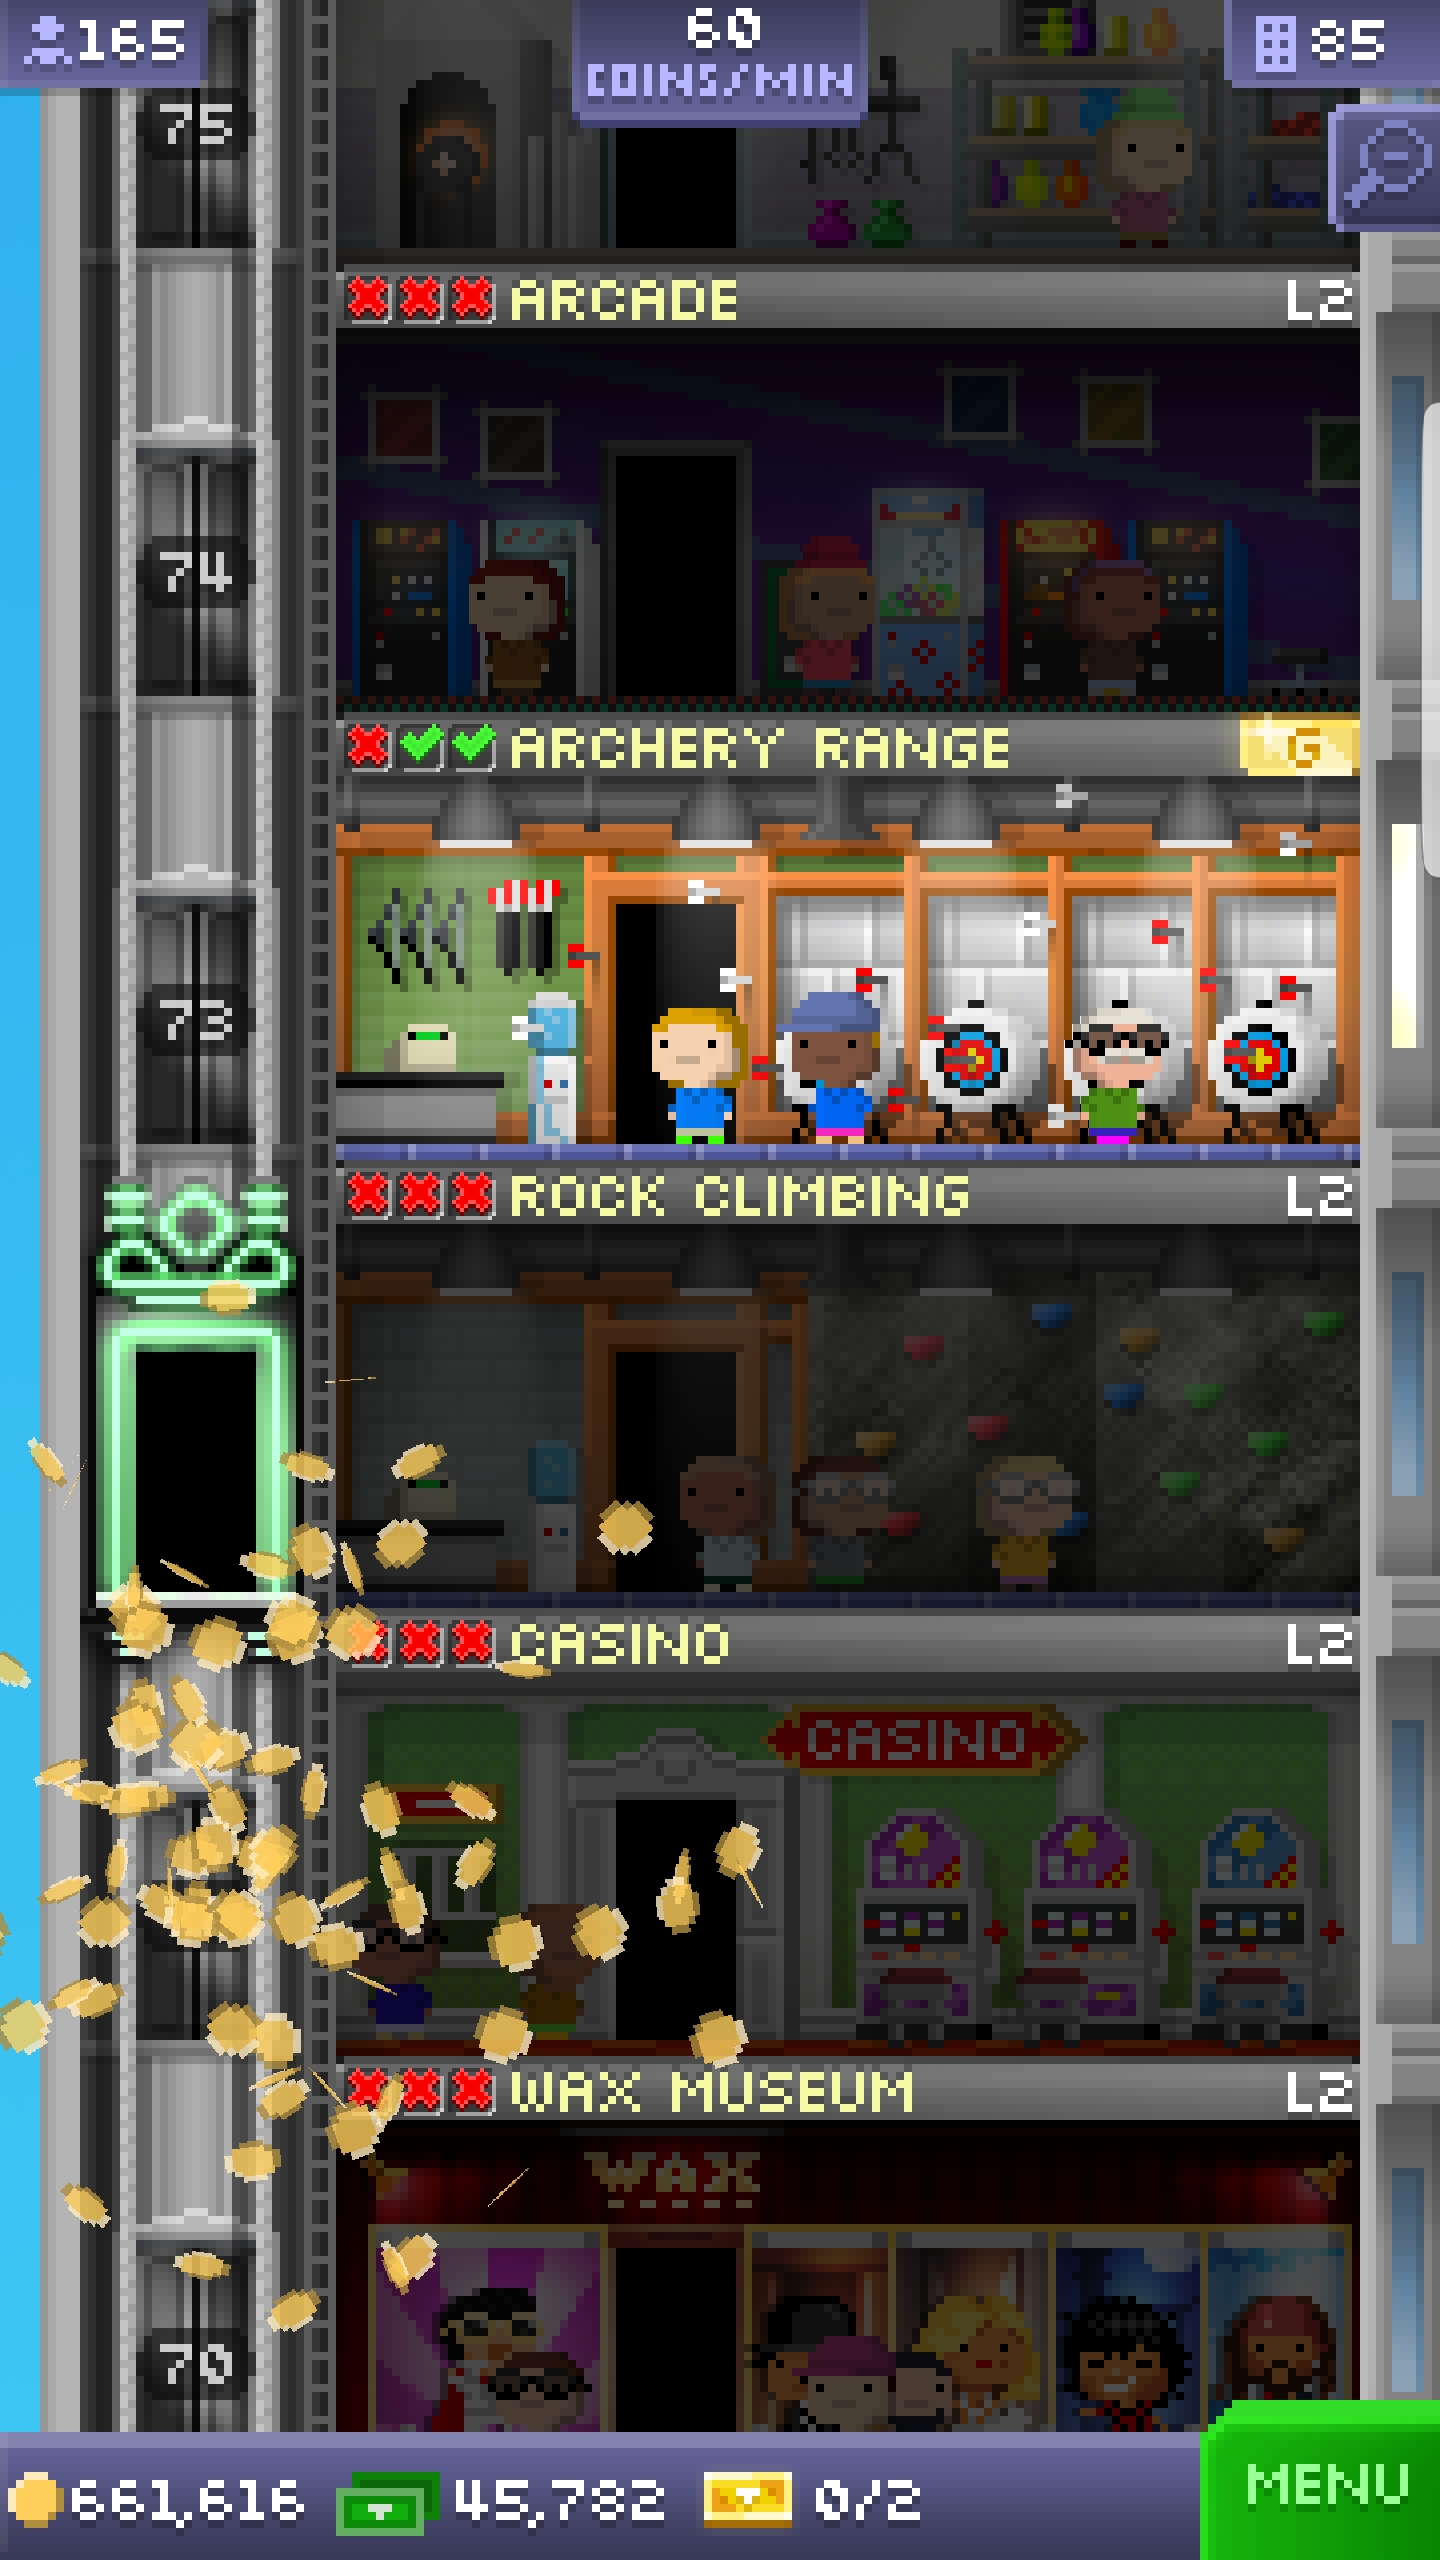 165
60
COINS/MIN
85
75
ARCADE L2
74
ARCHERY RANGE G
73
ROCK CLIMBING L2
CASINO L2
CASINO
WAX MUSEUM L2
WAX
70
661,616 45,782 0/2
MENU